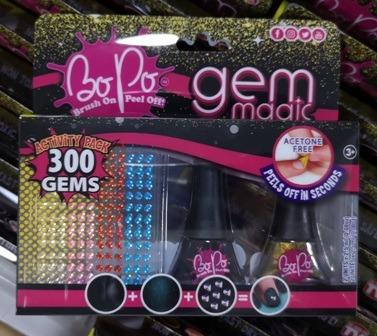 BoPo
Brush On Peel Off!
gem
magic
ACTIVITY PACK
300
GEMS
ACETONE
FREE
PEELS OFF IN SECONDS
3+
BoPo
BoPo
+ + =